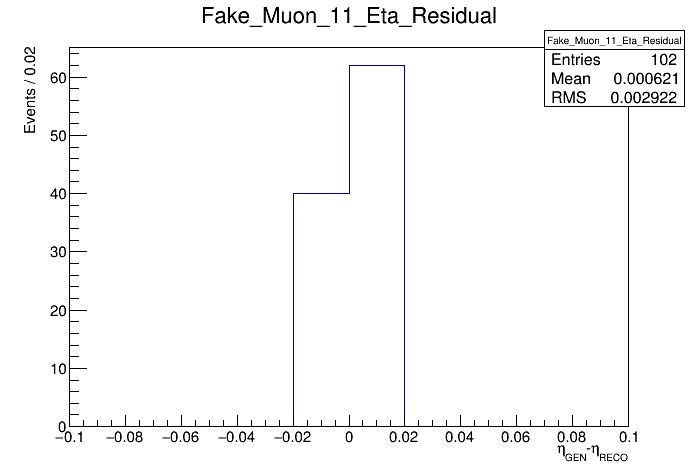 Fake_Muon_11_Eta_Residual
Fake_Muon_11_Eta_Residual
Entries 102
Mean 0.000621
RMS 0.002922
Events / 0.02
60
50
40
30
20
10
0
−0.1 −0.08 −0.06 −0.04 −0.02 0 0.02 0.04 0.06 0.08 0.1
ηGEN-ηRECO